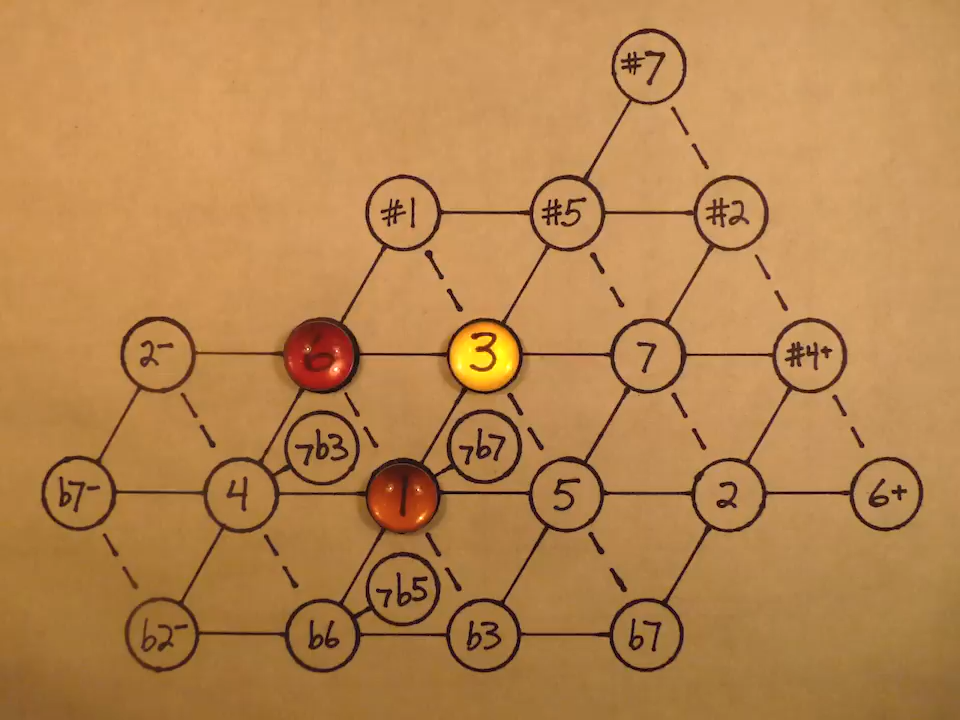 #7
#1 #5 #2
2- 6 3 7 #4+
7b3 7b7
b7- 4 1 5 2 6+
7b5
b2- b6 b3 b7